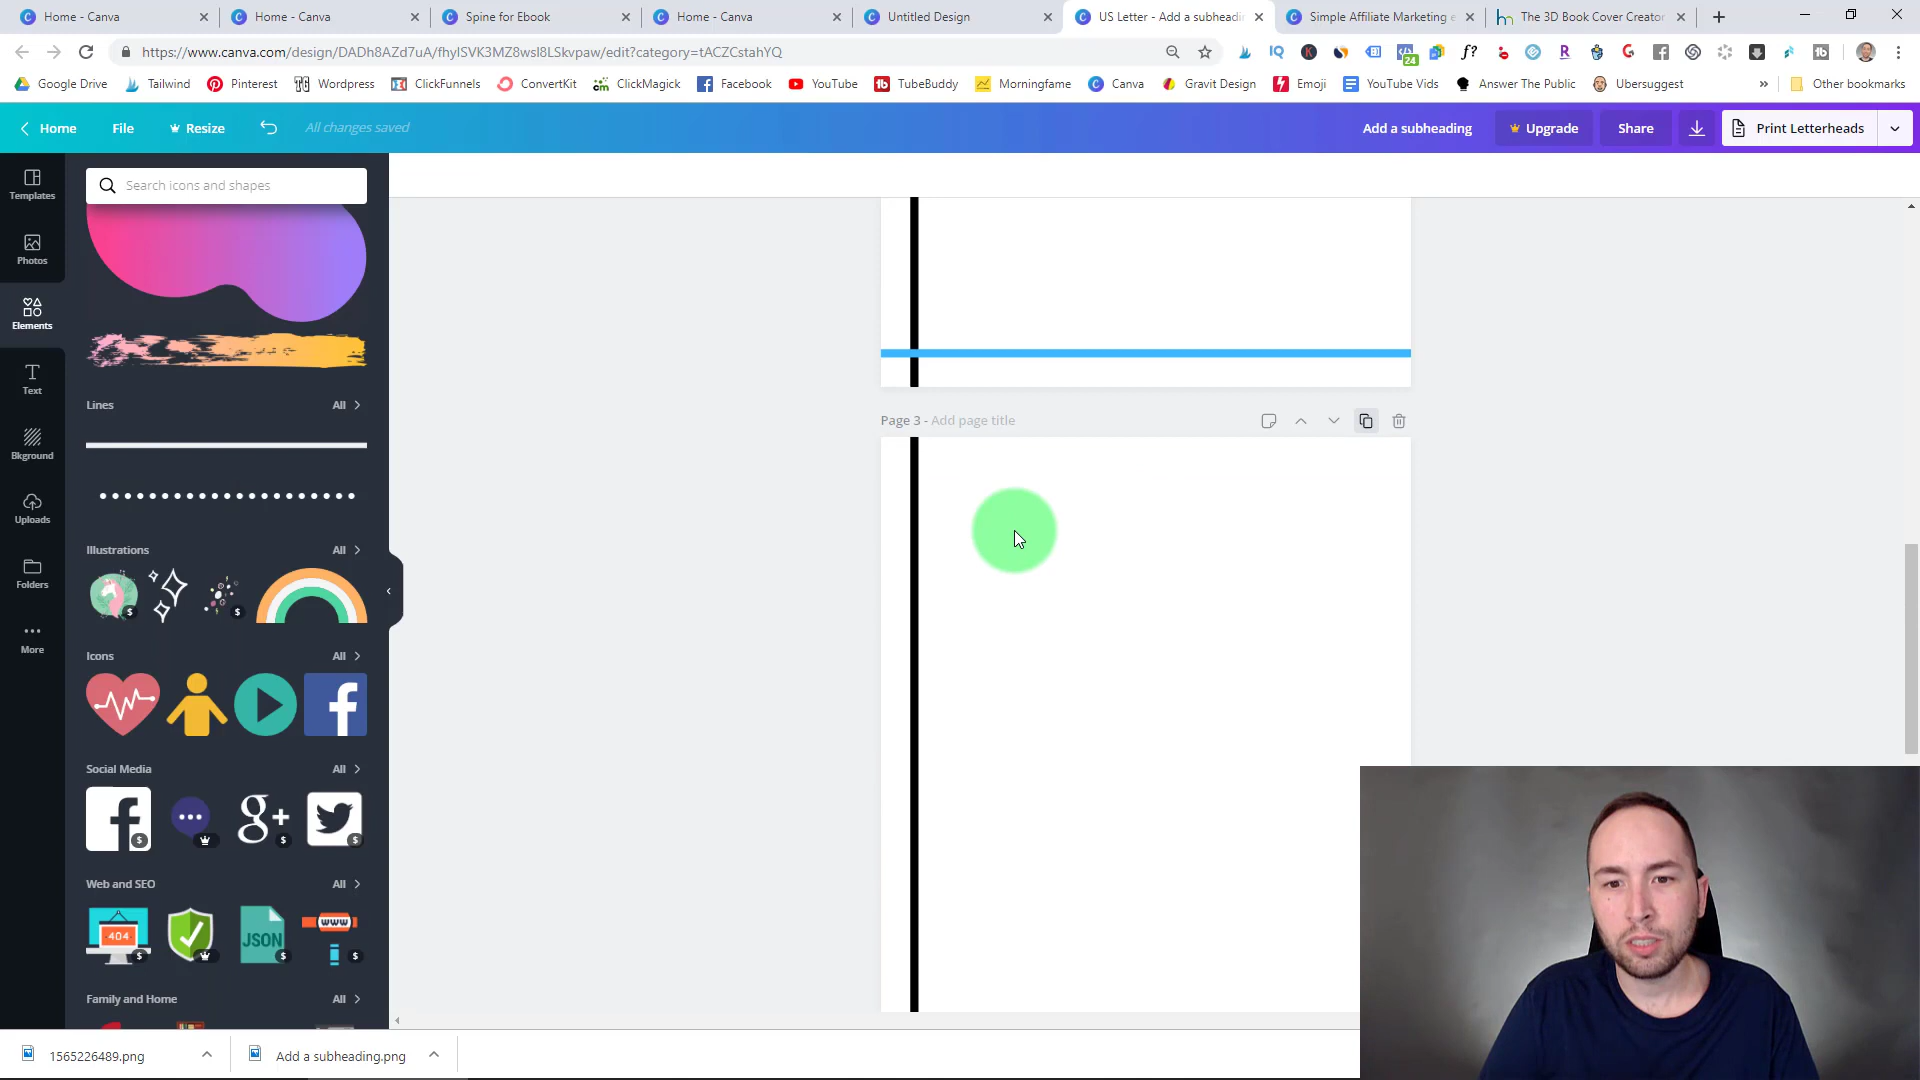 Home - Canva
Home - Canva
Spine for Ebook
Home - Canva
Untitled Design
US Letter - Add a subheadin
Simple Affiliate Marketing e
The 3D Book Cover Creator
https://www.canva.com/design/DADh8AZd7uA/fhylSVK3MZ8wsI8LSkvpaw/edit?category=tACZCstahYQ
Google Drive
Tailwind
Pinterest
Wordpress
ClickFunnels
ConvertKit
ClickMagick
Facebook
YouTube
TubeBuddy
Morningfame
Canva
Gravit Design
Emoji
YouTube Vids
Answer The Public
Ubersuggest
Other bookmarks
Home
File
Resize
All changes saved
Add a subheading
Upgrade
Share
Print Letterheads
Templates
Photos
Elements
Text
Bkground
Uploads
Folders
More
Search icons and shapes
Lines
All
Illustrations
All
Icons
All
Social Media
All
Web and SEO
All
404
JSON
www
Family and Home
All
Page 3 - Add page title
1565226489.png
Add a subheading.png